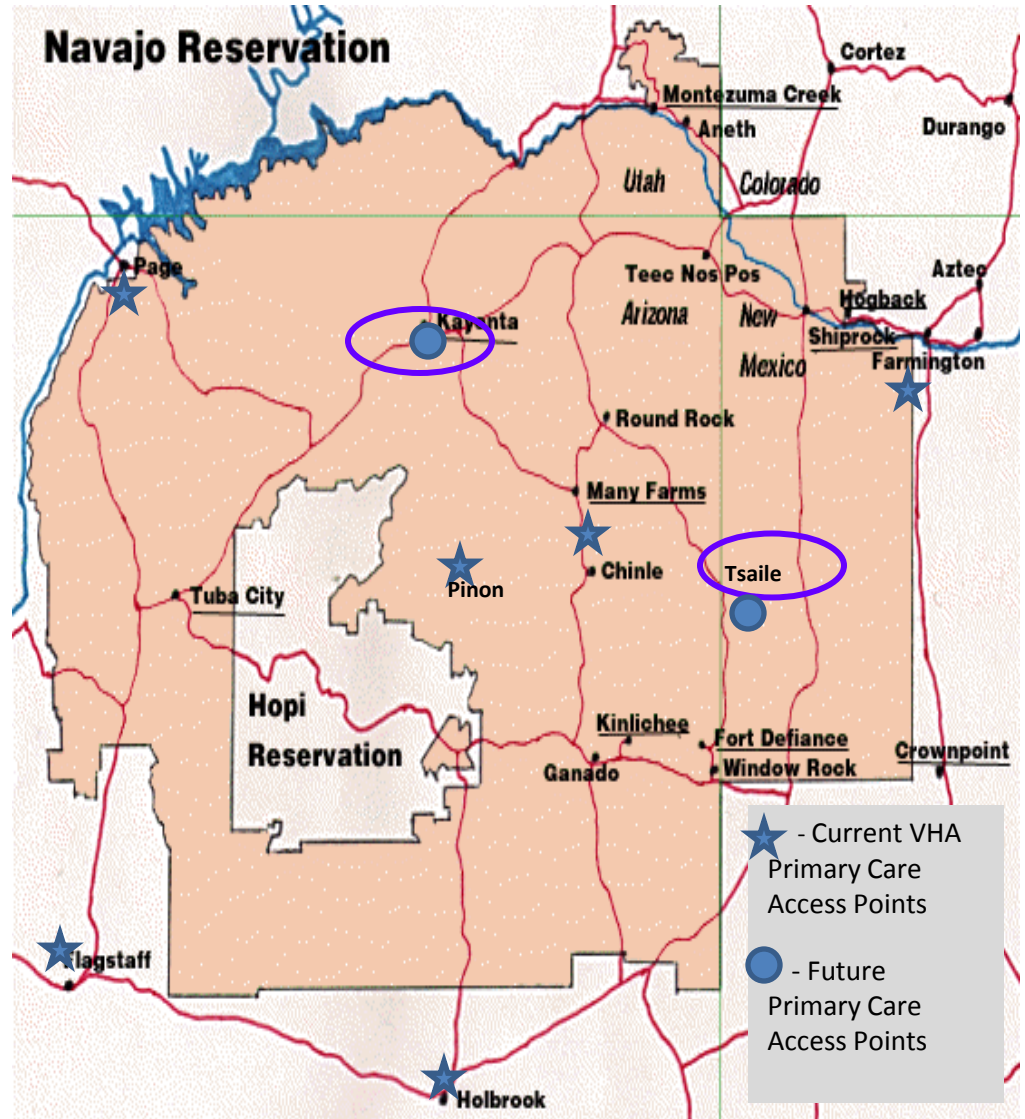 Navajo Reservation
Cortez
Montezuma Creek
Aneth
Durango
Utah
Colorado
Page
Teec Nos Pos
Aztec
Hogback
Kayenta
Arizona
New
Mexico
Shiprock
Farmington
Round Rock
Many Farms
Chinle
Tsaile
Pinon
Tuba City
Hopi
Reservation
Kinlichee
Fort Defiance
Ganado
Window Rock
Crownpoint
- Current VHA
Primary Care
Access Points
Flagstaff
- Future
Primary Care
Access Points
Holbrook